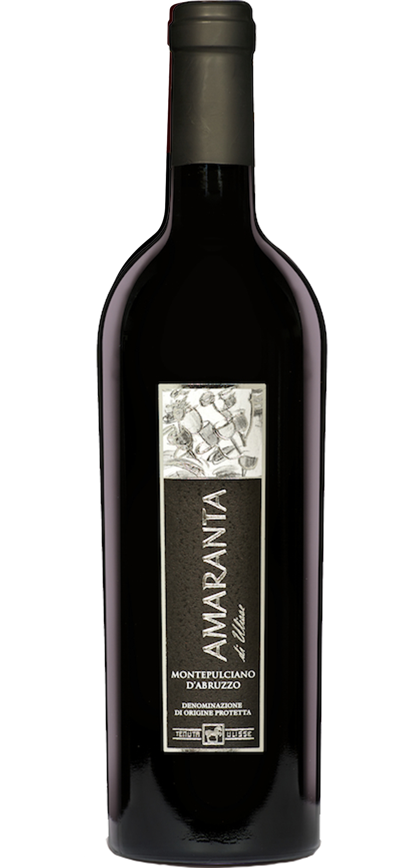 AMARANTA
di Ulisse
MONTEPULCIANO
D'ABRUZZO
DENOMINAZIONE
DI ORIGINE PROTETTA
TENUTA ULISSE